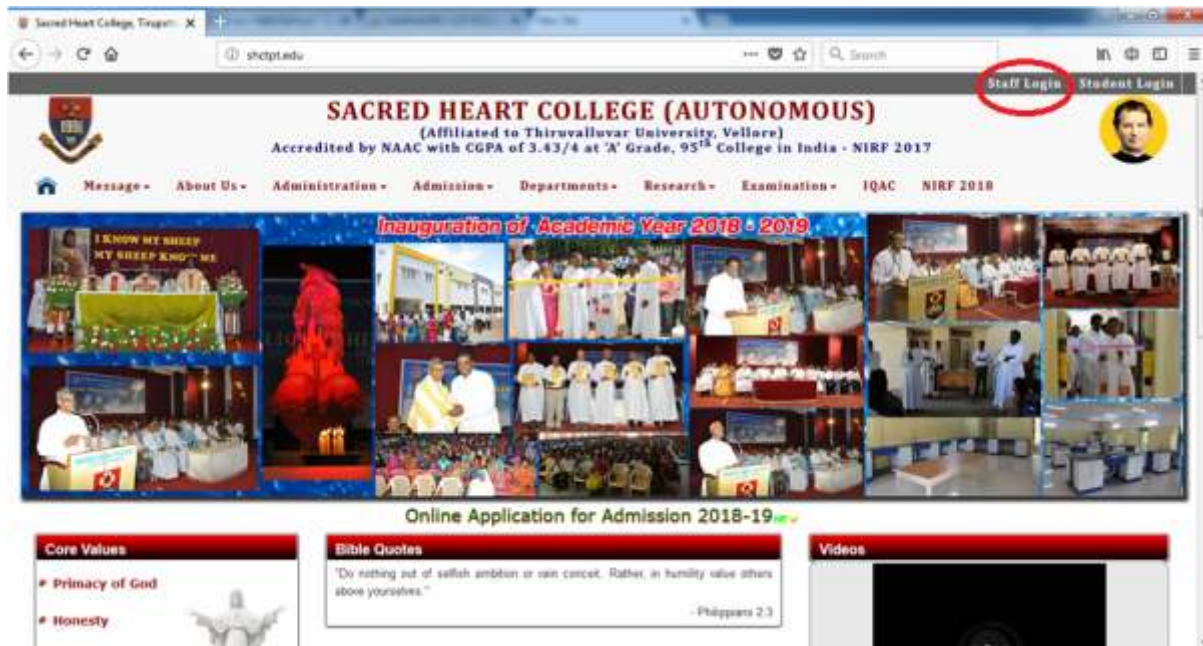 Sacred Heart College, Tirupatt
shctpt.edu
Search
Staff Login Student Login
SACRED HEART COLLEGE (AUTONOMOUS)
(Affiliated to Thiruvalluvar University, Vellore)
Accredited by NAAC with CGPA of 3.43/4 at 'A' Grade, 95th College in India - NIRF 2017
Message About Us Administration Admission Departments Research Examination IQAC NIRF 2018
Inauguration of Academic Year 2018 - 2019
I KNOW MY SHEEP
MY SHEEP ME
Online Application for Admission 2018-19
Core Values
Primacy of God
Honesty
Bible Quotes
"Do nothing out of selfish ambition or vain conceit. Rather, in humility value others
above yourselves."
- Philippians 2:3
Videos